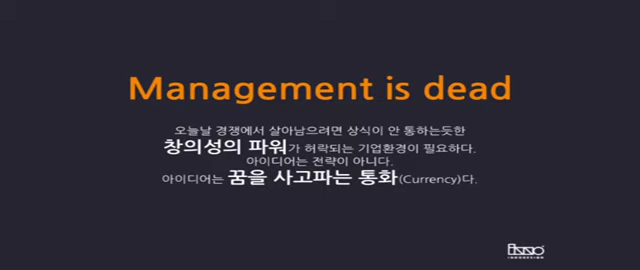 Management is dead
오늘날 경쟁에서 살아남으려면 상식이 안 통하는듯한
창의성의 파워가 허락되는 기업환경이 필요하다.
아이디어는 전략이 아니다.
아이디어는 꿈을 사고파는 통화(Currency)다.
INNO
INNODESIGN